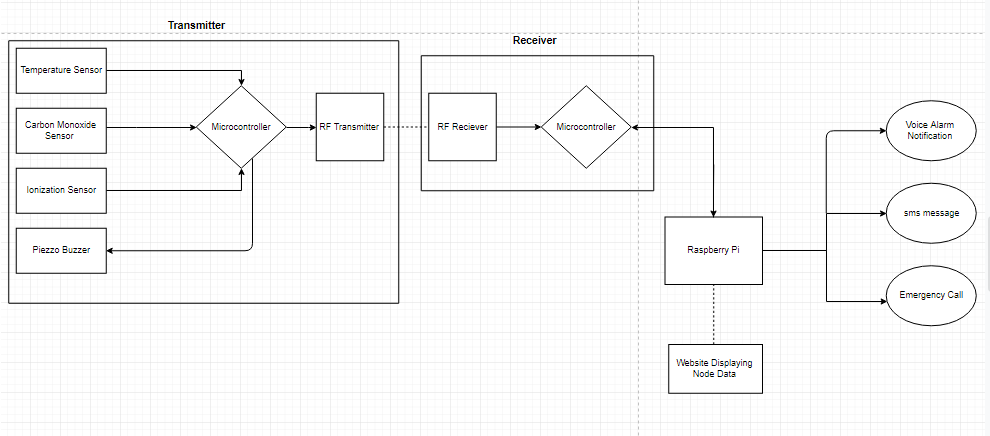 Transmitter
Receiver
Temperature Sensor
Carbon Monoxide
Sensor
Ionization Sensor
Piezzo Buzzer
Microcontroller
RF Transmitter
RF Reciever
Microcontroller
Raspberry Pi
Website Displaying
Node Data
Voice Alarm
Notification
sms message
Emergency Call